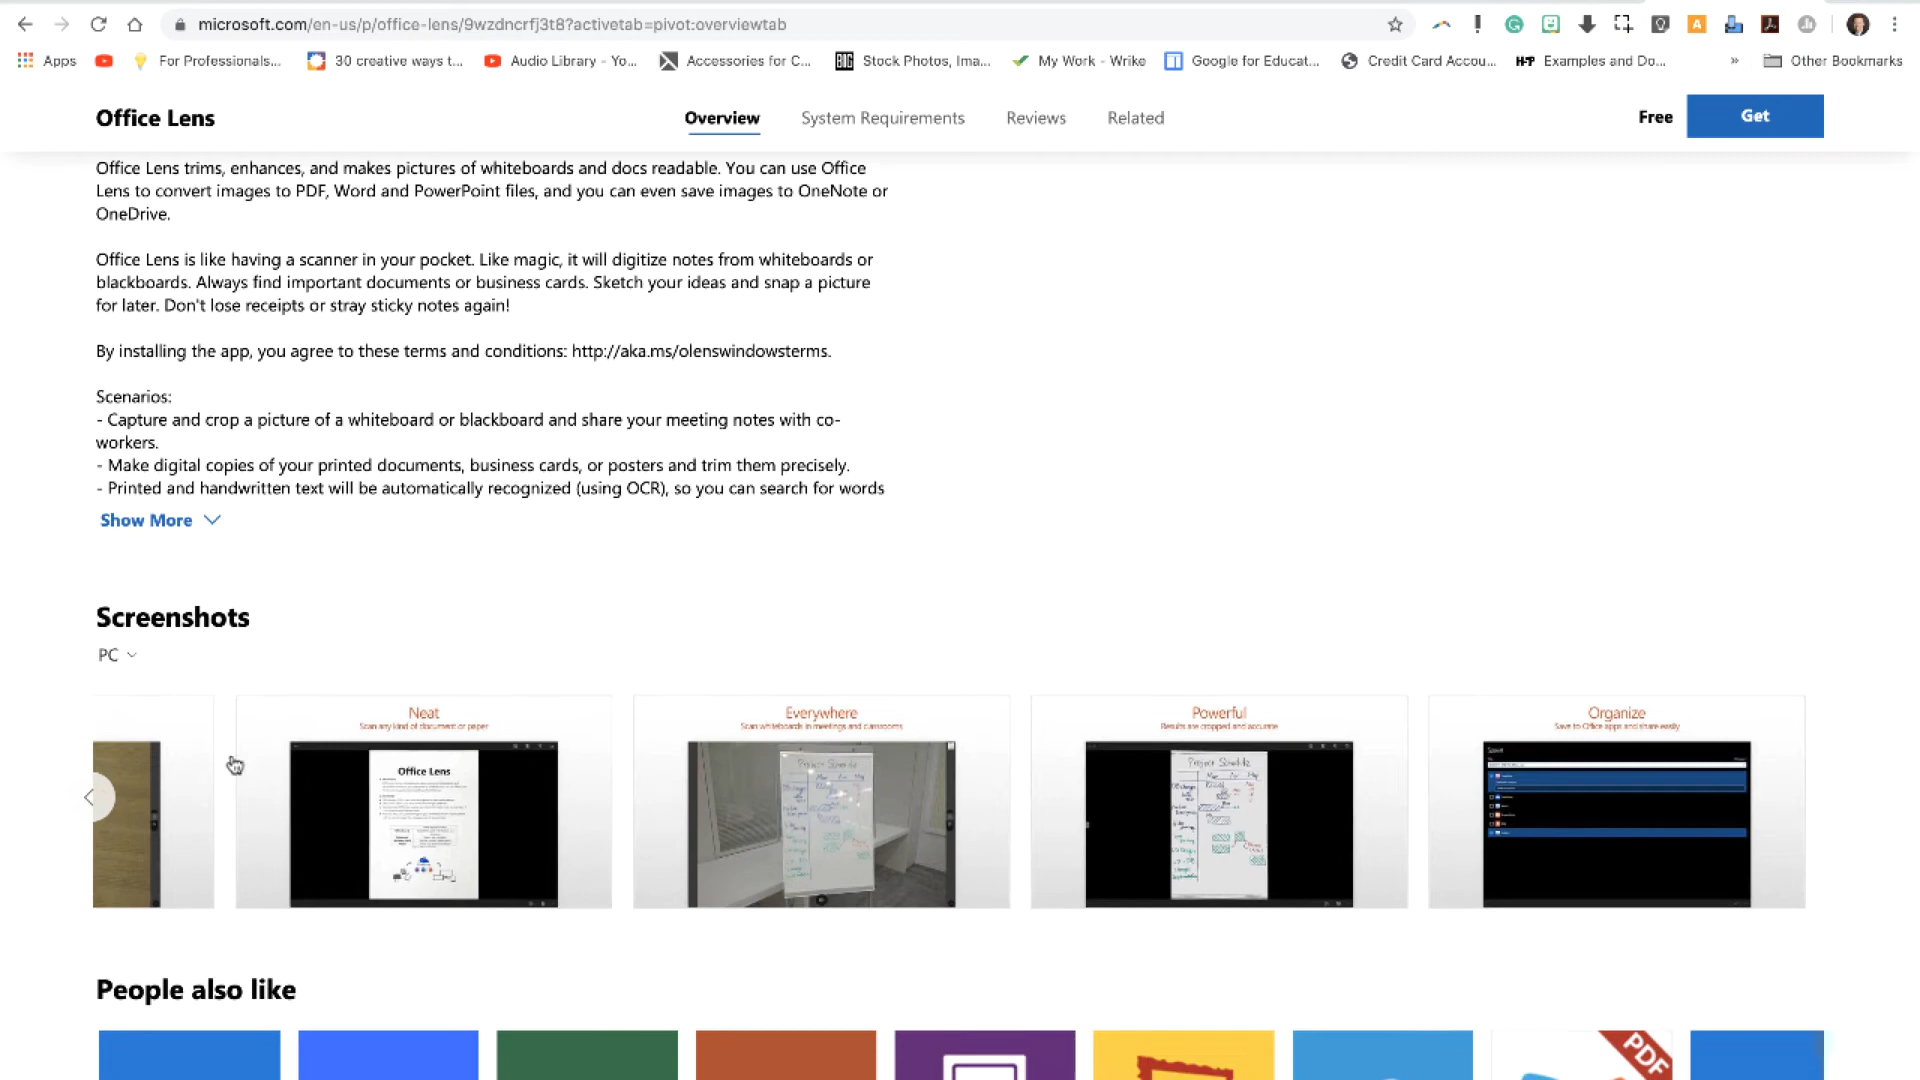 microsoft.com/en-us/p/office-lens/9wzdncrfj3t8?activetab=pivot:overviewtab
Apps
For Professionals...
30 creative ways t...
Audio Library - Yo...
Accessories for C...
BIG
Stock Photos, Ima...
My Work - Wrike
Google for Educat...
Credit Card Accou...
Examples and Do...
»
Other Bookmarks
Office Lens
Overview
System Requirements
Reviews
Related
Free
Get
Office Lens trims, enhances, and makes pictures of whiteboards and docs readable. You can use Office
Lens to convert images to PDF, Word and PowerPoint files, and you can even save images to OneNote or
OneDrive.
Office Lens is like having a scanner in your pocket. Like magic, it will digitize notes from whiteboards or
blackboards. Always find important documents or business cards. Sketch your ideas and snap a picture
for later. Don't lose receipts or stray sticky notes again!
By installing the app, you agree to these terms and conditions: http://aka.ms/olenswindowsterms.
Scenarios:
- Capture and crop a picture of a whiteboard or blackboard and share your meeting notes with co-
workers.
- Make digital copies of your printed documents, business cards, or posters and trim them precisely.
- Printed and handwritten text will be automatically recognized (using OCR), so you can search for words
Show More
Screenshots
PC
Neat
Scan any kind of document or paper
Office Lens
Everywhere
Scan whiteboards in meetings and classrooms
Project Schedule
Powerful
Results are cropped and accurate
Project Schedule
Organize
Save to Office apps and share easily
People also like
PDF